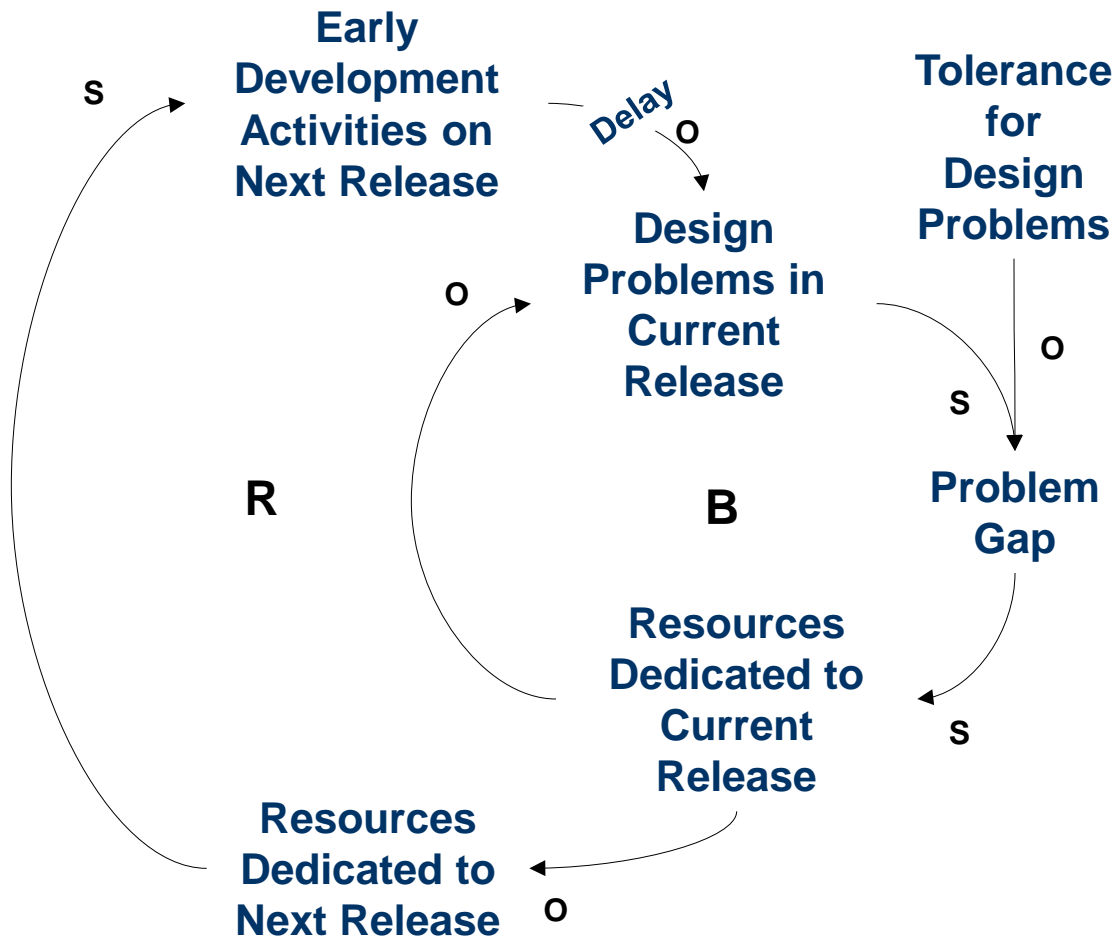 Early
Development
Activities on
Next Release
S
Delay
O
Tolerance
for
Design
Problems
Design
Problems in
Current
Release
O
O
S
R
B
Problem
Gap
Resources
Dedicated to
Current
Release
S
Resources
Dedicated to
Next Release
O